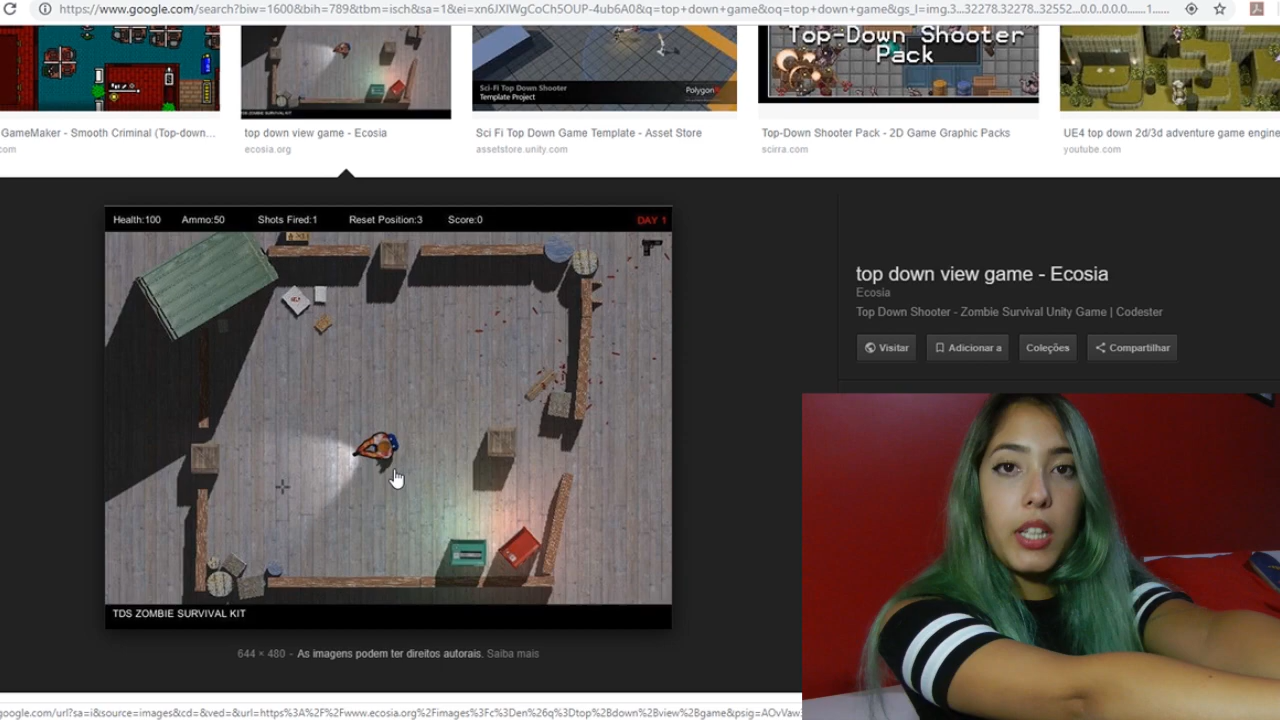 https://www.google.com/search?biw=1600&bih=789&tbm=isch&sa=1&ei=xn6JXIWgCoCh5OUP-4ub6A0&q=top+down+game&oq=top+down+game&gs_l=img.3...32278.32278..32552...0.0..0.0.......1......
Top-Down Shooter
Pack
Sci-Fi Top Down Shooter
Template Project
Polygon
GameMaker - Smooth Criminal (Top-down...
top down view game - Ecosia
Sci Fi Top Down Game Template - Asset Store
Top-Down Shooter Pack - 2D Game Graphic Packs
UE4 top down 2d/3d adventure game engine
com
ecosia.org
assetstore.unity.com
scirra.com
youtube.com
Health:100 Ammo:50 Shots Fired:1 Reset Position:3 Score:0 DAY 1
TDS ZOMBIE SURVIVAL KIT
644 × 480 - As imagens podem ter direitos autorais. Saiba mais
top down view game - Ecosia
Ecosia
Top Down Shooter - Zombie Survival Unity Game | Codester
Visitar
Adicionar a
Coleções
Compartilhar
google.com/url?sa=i&source=images&cd=&ved=&url=https%3A%2F%2Fwww.ecosia.org%2Fimages%3Fc%3Den%26q%3Dtop%2Bdown%2Bview%2Bgame&psig=AOvVaw